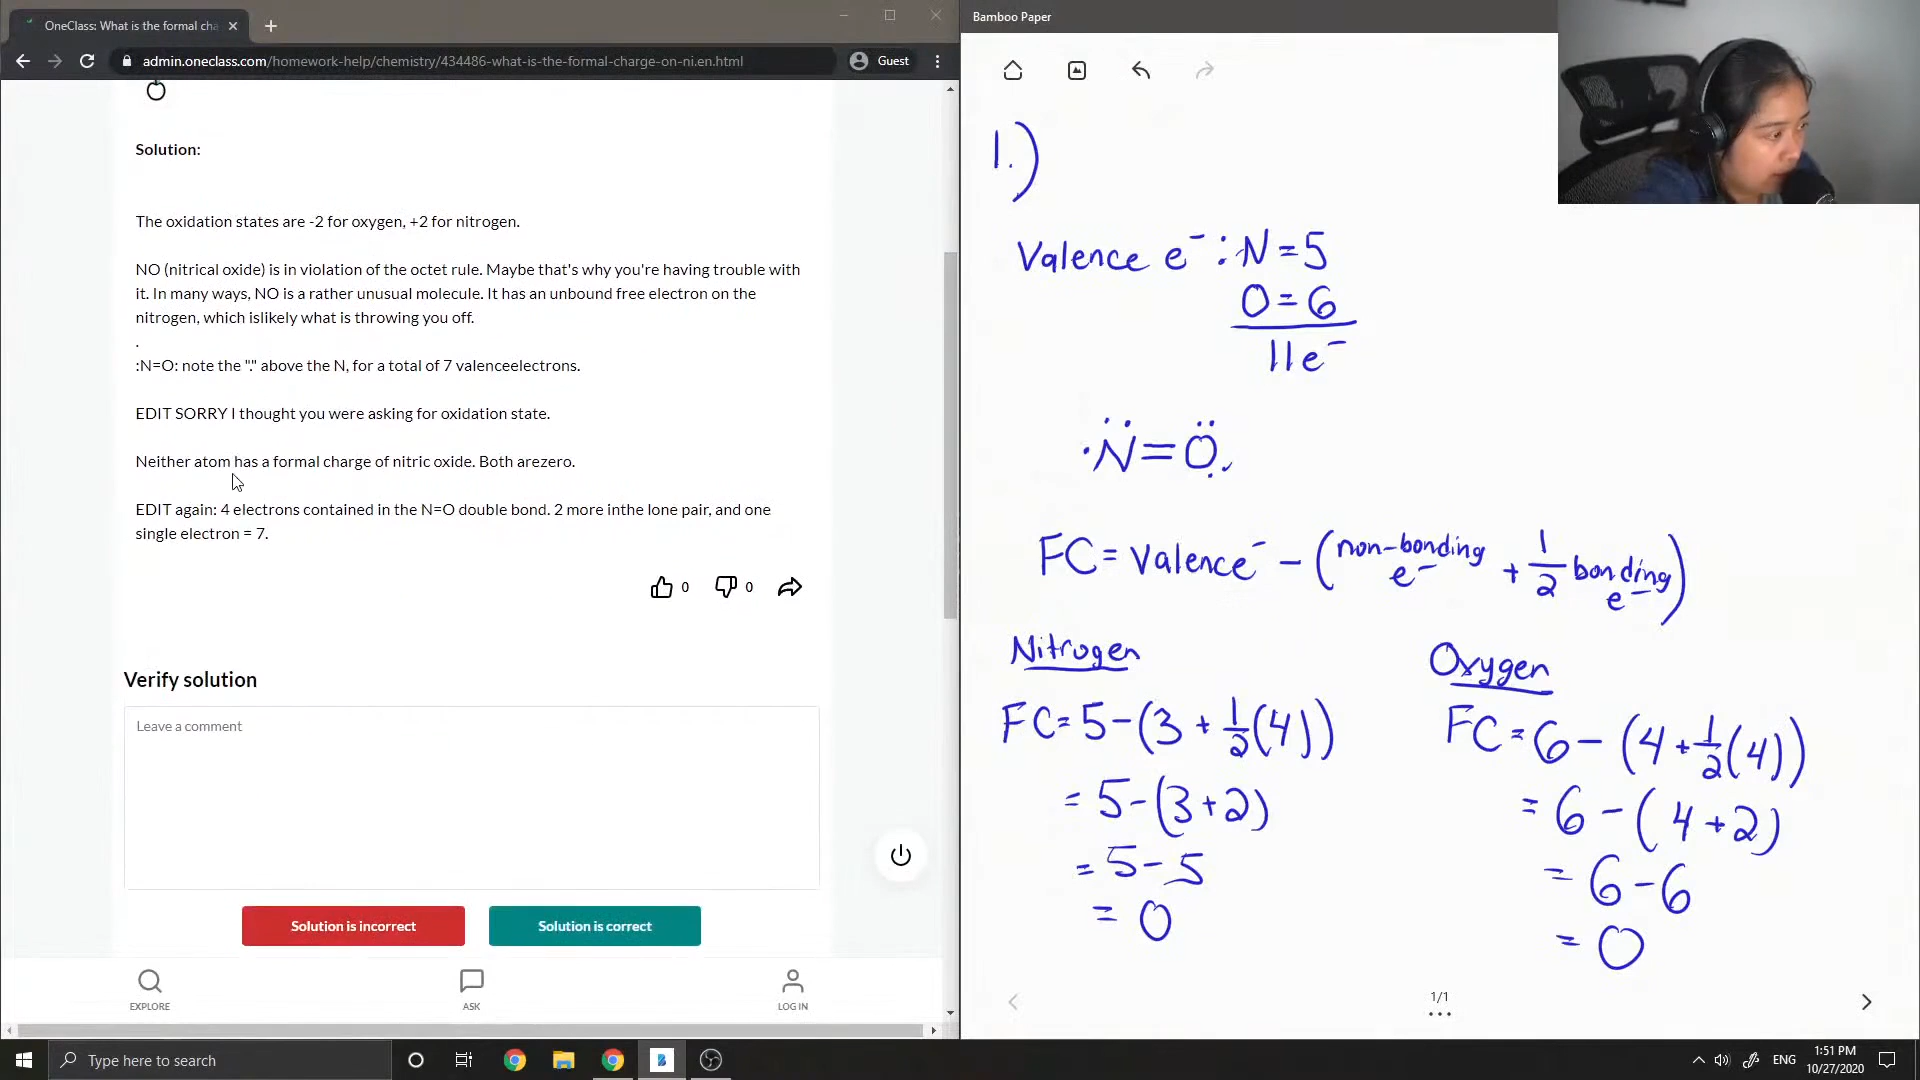 OneClass: What is the formal cha
admin.oneclass.com/homework-help/chemistry/434486-what-is-the-formal-charge-on-ni.en.html
Guest
Solution:
The oxidation states are -2 for oxygen, +2 for nitrogen.
NO (nitrical oxide) is in violation of the octet rule. Maybe that's why you're having trouble with
it. In many ways, NO is a rather unusual molecule. It has an unbound free electron on the
nitrogen, which islikely what is throwing you off.
.
:N=O: note the "." above the N, for a total of 7 valenceelectrons.
EDIT SORRY I thought you were asking for oxidation state.
Neither atom has a formal charge of nitric oxide. Both arezero.
EDIT again: 4 electrons contained in the N=O double bond. 2 more inthe lone pair, and one
single electron = 7.
0
0
Verify solution
Leave a comment
Solution is incorrect
Solution is correct
EXPLORE
ASK
LOG IN
Bamboo Paper
1.)
Valence e⁻: N = 5
O = 6
11e⁻
N=O
FC = Valence⁻ - (non-bonding e⁻ + 1/2 bonding e⁻)
Nitrogen
FC = 5 - (3 + 1/2(4))
= 5 - (3+2)
= 5 - 5
= 0
Oxygen
FC = 6 - (4 + 1/2(4))
= 6 - (4+2)
= 6 - 6
= 0
1/1
Type here to search
ENG
1:51 PM
10/27/2020